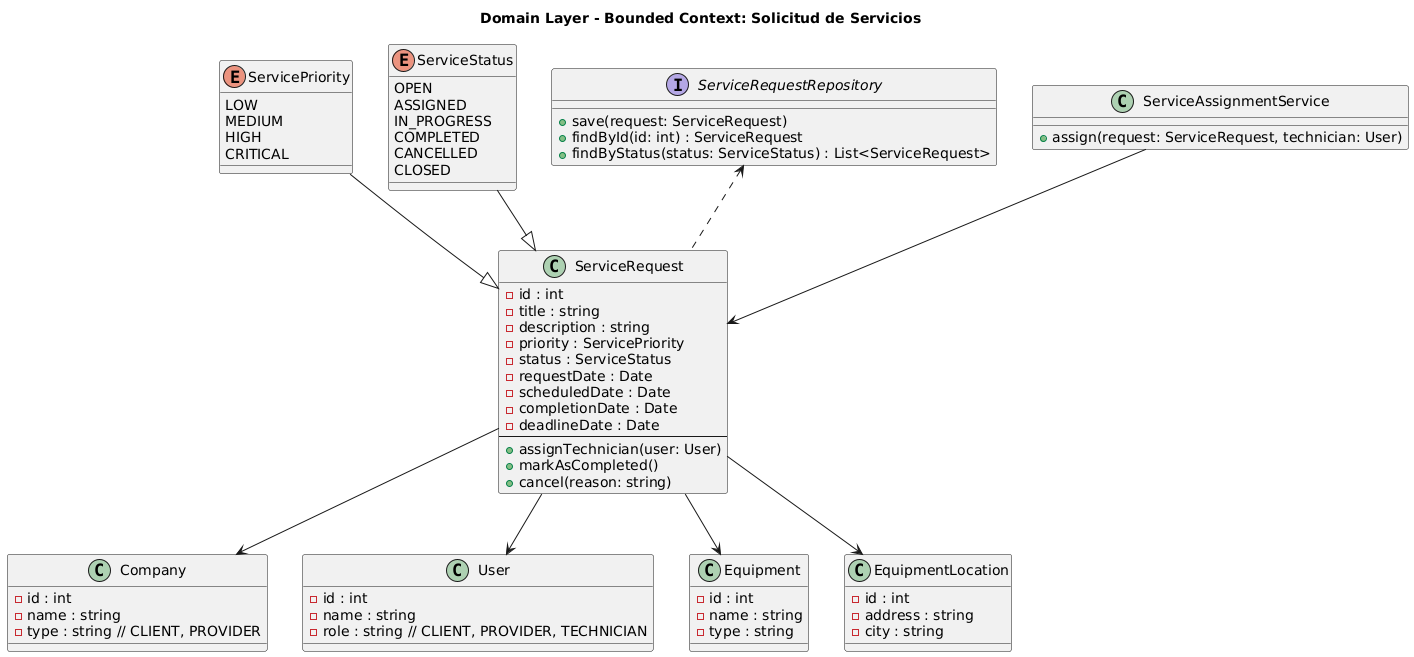 Domain Layer - Bounded Context: Solicitud de Servicios
E ServicePriority
LOW
MEDIUM
HIGH
CRITICAL
E ServiceStatus
OPEN
ASSIGNED
IN_PROGRESS
COMPLETED
CANCELLED
CLOSED
I ServiceRequestRepository
save(request: ServiceRequest)
findById(id: int) : ServiceRequest
findByStatus(status: ServiceStatus) : List<ServiceRequest>
C ServiceAssignmentService
assign(request: ServiceRequest, technician: User)
C ServiceRequest
id : int
title : string
description : string
priority : ServicePriority
status : ServiceStatus
requestDate : Date
scheduledDate : Date
completionDate : Date
deadlineDate : Date
assignTechnician(user: User)
markAsCompleted()
cancel(reason: string)
C Company
id : int
name : string
type : string // CLIENT, PROVIDER
C User
id : int
name : string
role : string // CLIENT, PROVIDER, TECHNICIAN
C Equipment
id : int
name : string
type : string
C EquipmentLocation
id : int
address : string
city : string